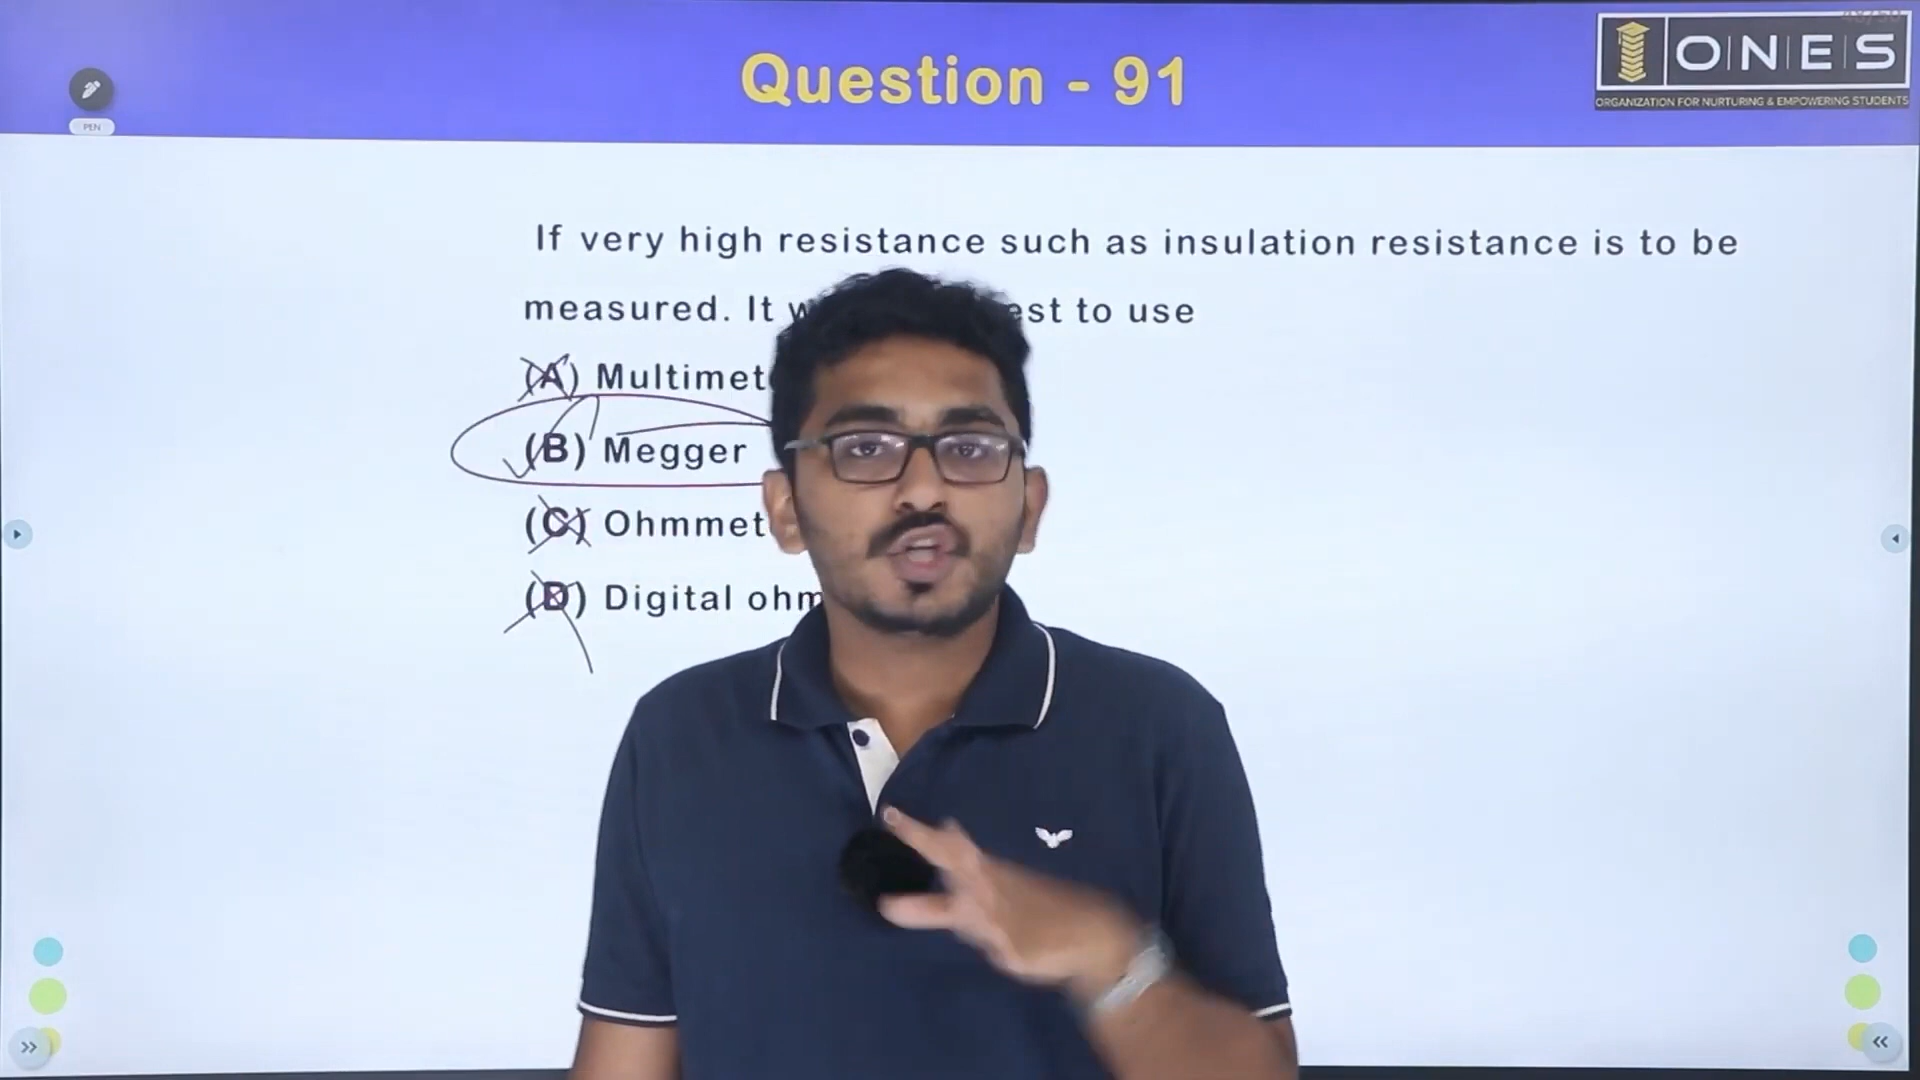 Question - 91
O|N|E|S
ORGANIZATION FOR NURTURING & EMPOWERING STUDENTS
PEN
If very high resistance such as insulation resistance is to be
measured. It w est to use
(A) Multimet
(B) Megger
(C) Ohmmet
(D) Digital ohm